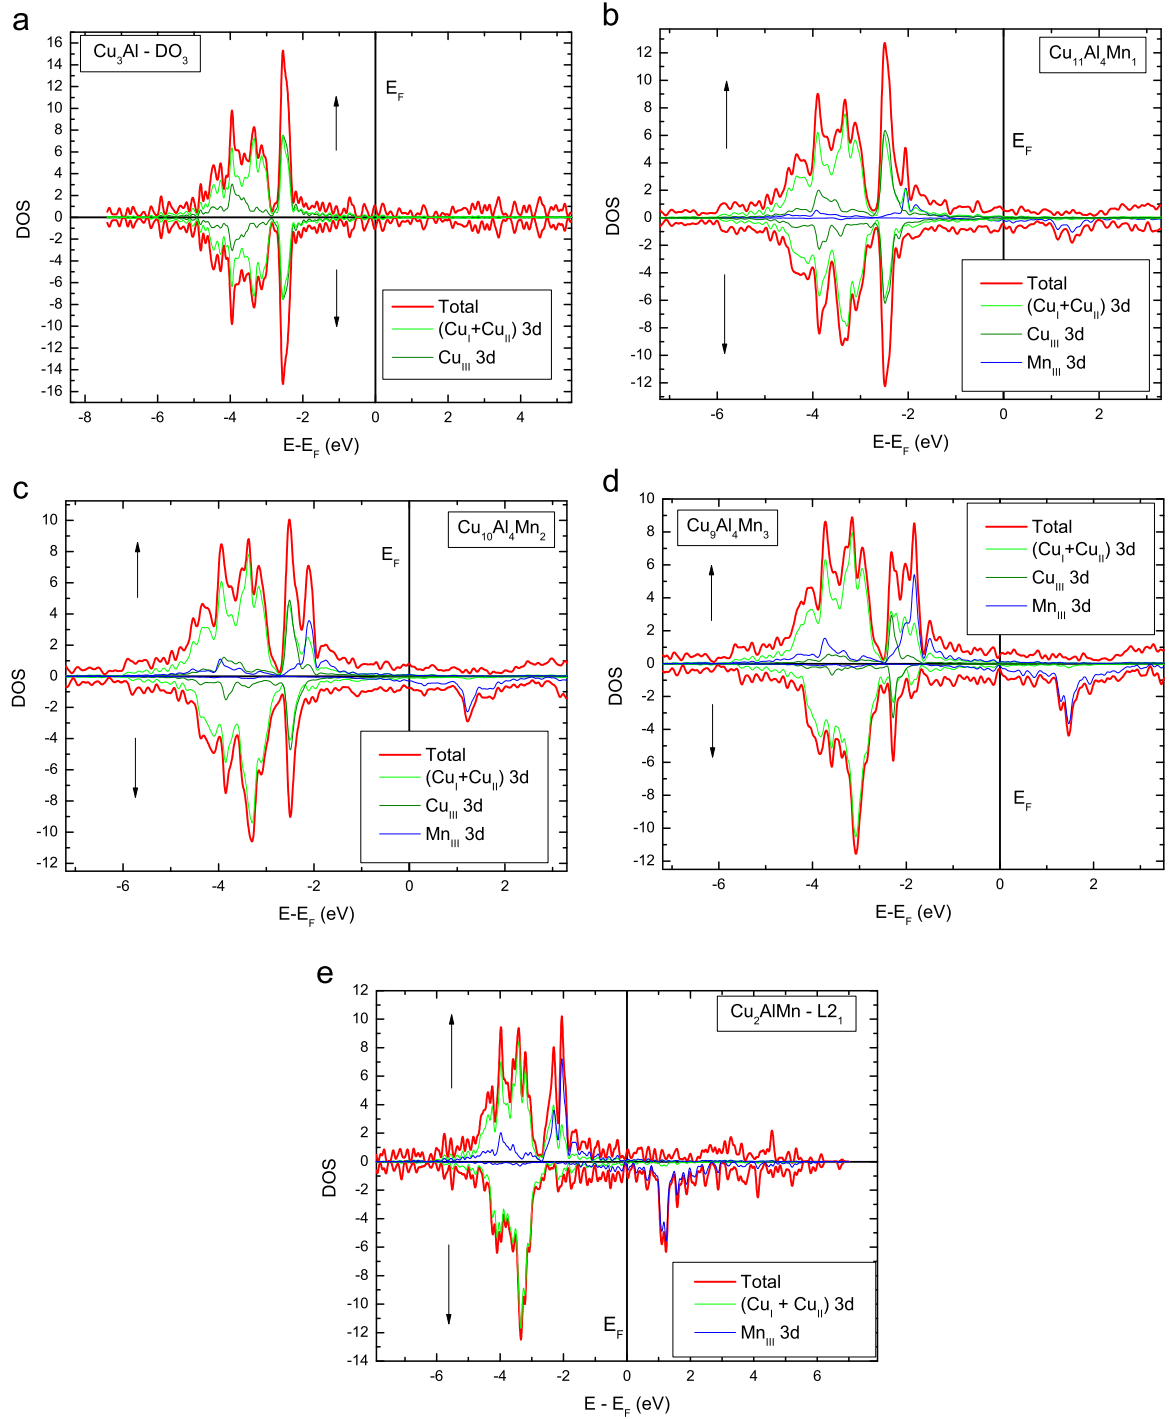 a
Cu3Al - DO3
EF
DOS
16
14
12
10
8
6
4
2
0
2
4
6
8
10
12
14
16
Total
(CuI+CuII) 3d
CuIII 3d
-8
-6
-4
-2
0
2
4
E-EF (eV)
b
Cu11Al4Mn1
EF
DOS
12
10
8
6
4
2
0
-2
-4
-6
-8
-10
-12
Total
(CuI+CuII) 3d
CuIII 3d
MnIII 3d
-6
-4
-2
0
2
E-EF (eV)
c
Cu10Al4Mn2
EF
DOS
10
8
6
4
2
0
-2
-4
-6
-8
-10
-12
Total
(CuI+CuII) 3d
CuIII 3d
MnIII 3d
-6
-4
-2
0
2
E-EF (eV)
d
Cu9Al4Mn3
Total
(CuI+CuII) 3d
CuIII 3d
MnIII 3d
EF
DOS
10
8
6
4
2
0
-2
-4
-6
-8
-10
-12
-6
-4
-2
0
2
E-EF (eV)
e
Cu2AlMn - L21
DOS
12
10
8
6
4
2
0
-2
-4
-6
-8
-10
-12
-14
EF
Total
(CuI + CuII) 3d
MnIII 3d
-6
-4
-2
0
2
4
6
E - EF (eV)